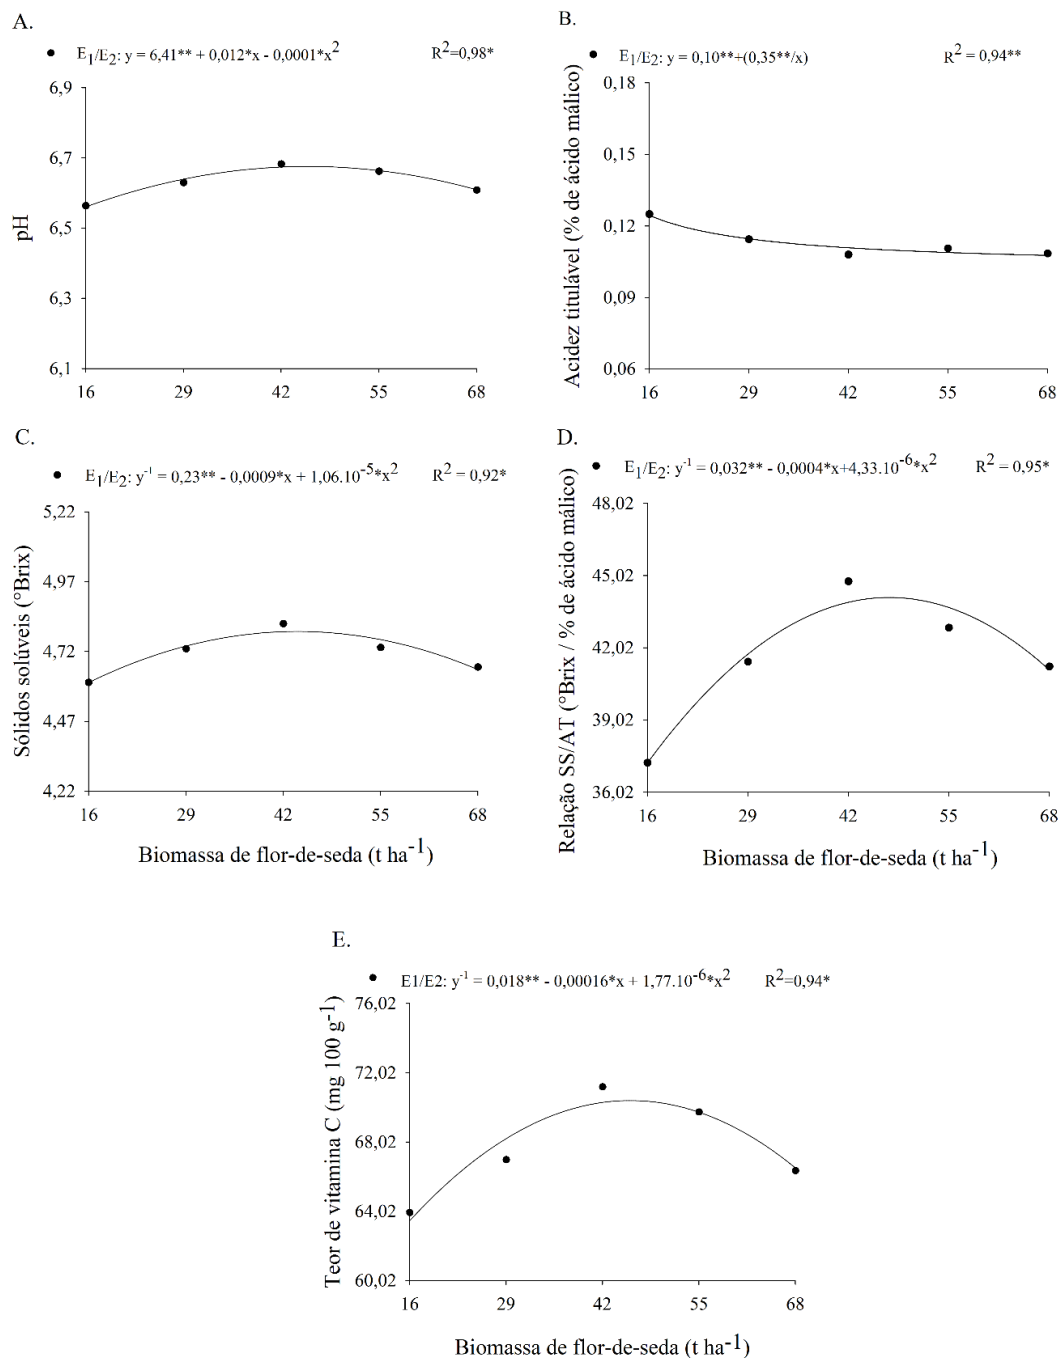 A.
● E₁/E₂: y = 6,41** + 0,012*x - 0,0001*x² R²=0,98*
pH
6,9
6,7
6,5
6,3
6,1
16 29 42 55 68
B.
● E₁/E₂: y = 0,10**+(0,35**/x) R² = 0,94**
Acidez titulável (% de ácido málico)
0,18
0,15
0,12
0,09
0,06
16 29 42 55 68
C.
● E₁/E₂: y⁻¹ = 0,23** - 0,0009*x + 1,06.10⁻⁵*x² R² = 0,92*
Sólidos solúveis (°Brix)
5,22
4,97
4,72
4,47
4,22
16 29 42 55 68
Biomassa de flor-de-seda (t ha⁻¹)
D.
● E₁/E₂: y⁻¹ = 0,032** - 0,0004*x+4,33.10⁻⁶*x² R² = 0,95*
Relação SS/AT (°Brix / % de ácido málico)
48,02
45,02
42,02
39,02
36,02
16 29 42 55 68
Biomassa de flor-de-seda (t ha⁻¹)
E.
● E1/E2: y⁻¹ = 0,018** - 0,00016*x + 1,77.10⁻⁶*x² R²=0,94*
Teor de vitamina C (mg 100 g⁻¹)
76,02
72,02
68,02
64,02
60,02
16 29 42 55 68
Biomassa de flor-de-seda (t ha⁻¹)